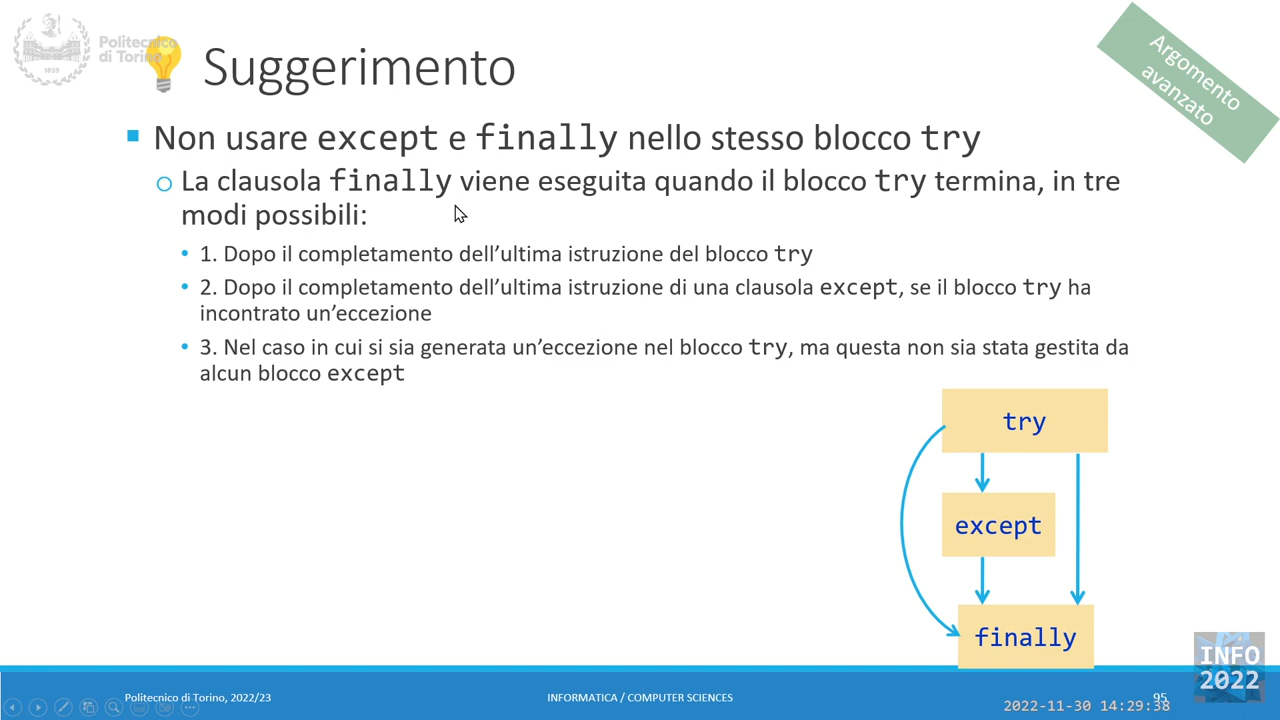 Politecnico
di Torino
1859
Suggerimento
Argomento
avanzato
Non usare except e finally nello stesso blocco try
La clausola finally viene eseguita quando il blocco try termina, in tre
modi possibili:
1. Dopo il completamento dell'ultima istruzione del blocco try
2. Dopo il completamento dell'ultima istruzione di una clausola except, se il blocco try ha
incontrato un'eccezione
3. Nel caso in cui si sia generata un'eccezione nel blocco try, ma questa non sia stata gestita da
alcun blocco except
try
except
finally
Politecnico di Torino, 2022/23
INFORMATICA / COMPUTER SCIENCES
95
INFO
2022
2022-11-30 14:29:38